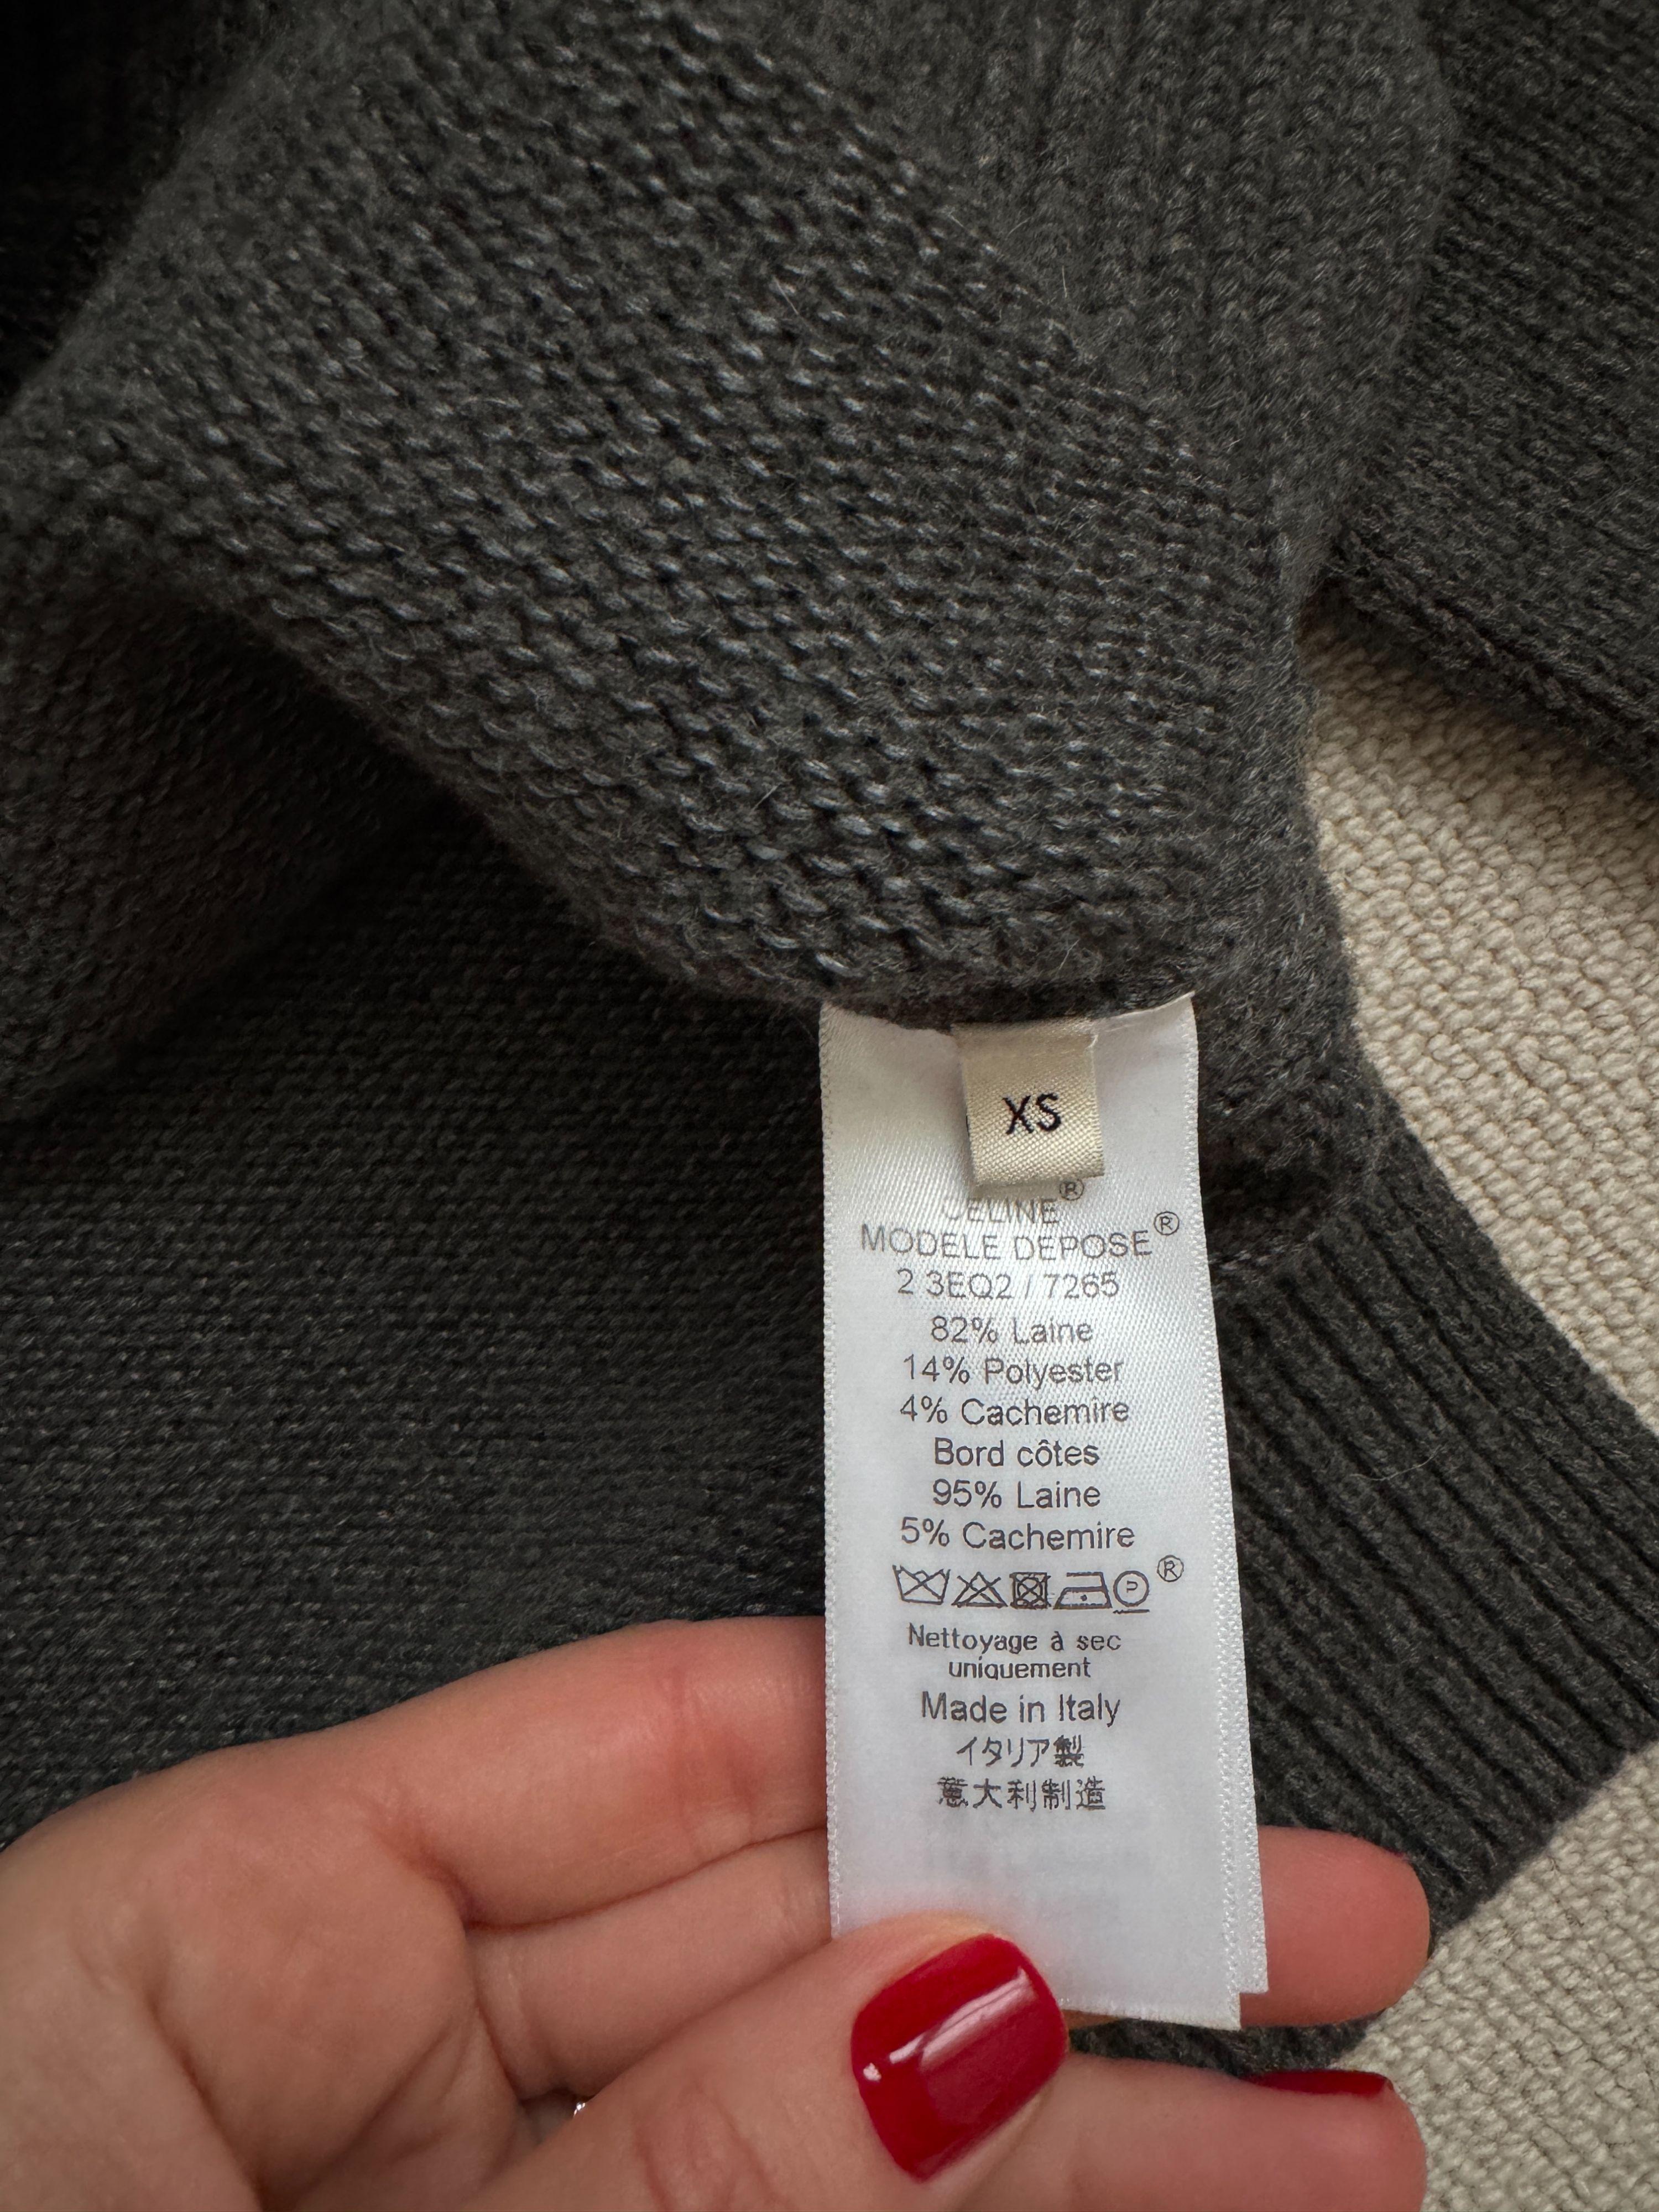 XS
CELINE®
MODELE DEPOSE®
2 3EQ2 / 7265
82% Laine
14% Polyester
4% Cachemire
Bord côtes
95% Laine
5% Cachemire
P ®
Nettoyage à sec
uniquement
Made in Italy
イタリア製
意大利制造